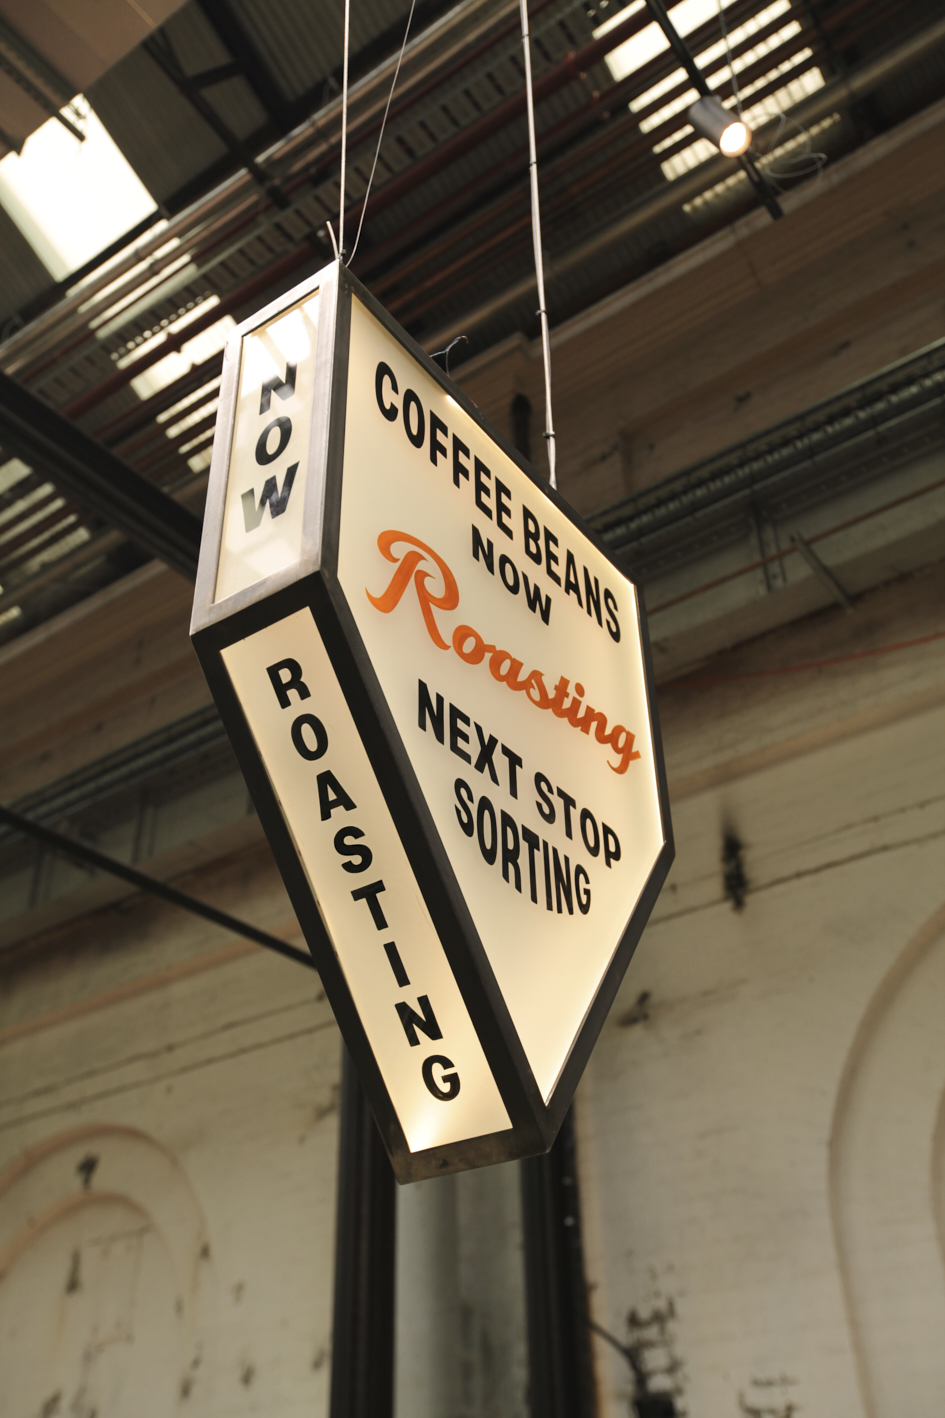 NOW
ROASTING
COFFEE BEANS
NOW
Roasting
NEXT STOP
SORTING